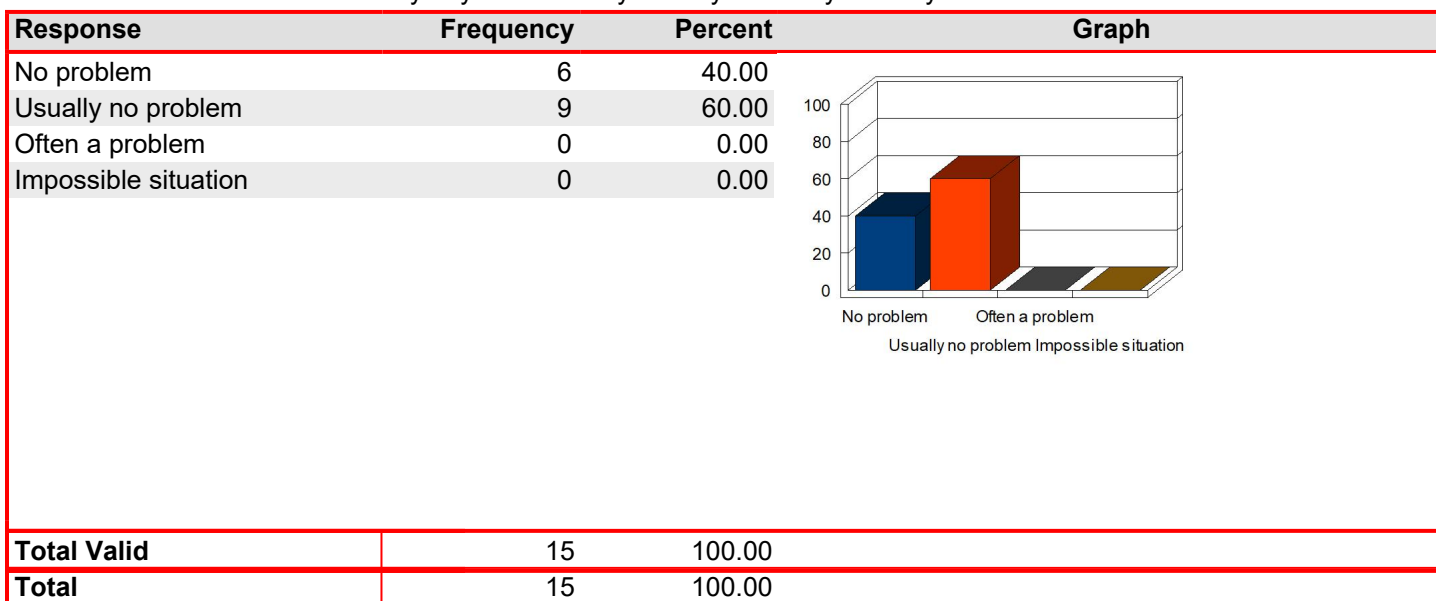 Response Frequency Percent Graph
No problem 6 40.00
Usually no problem 9 60.00
Often a problem 0 0.00
Impossible situation 0 0.00
100
80
60
40
20
0
No problem Often a problem
Usually no problem Impossible situation
Total Valid 15 100.00
Total 15 100.00